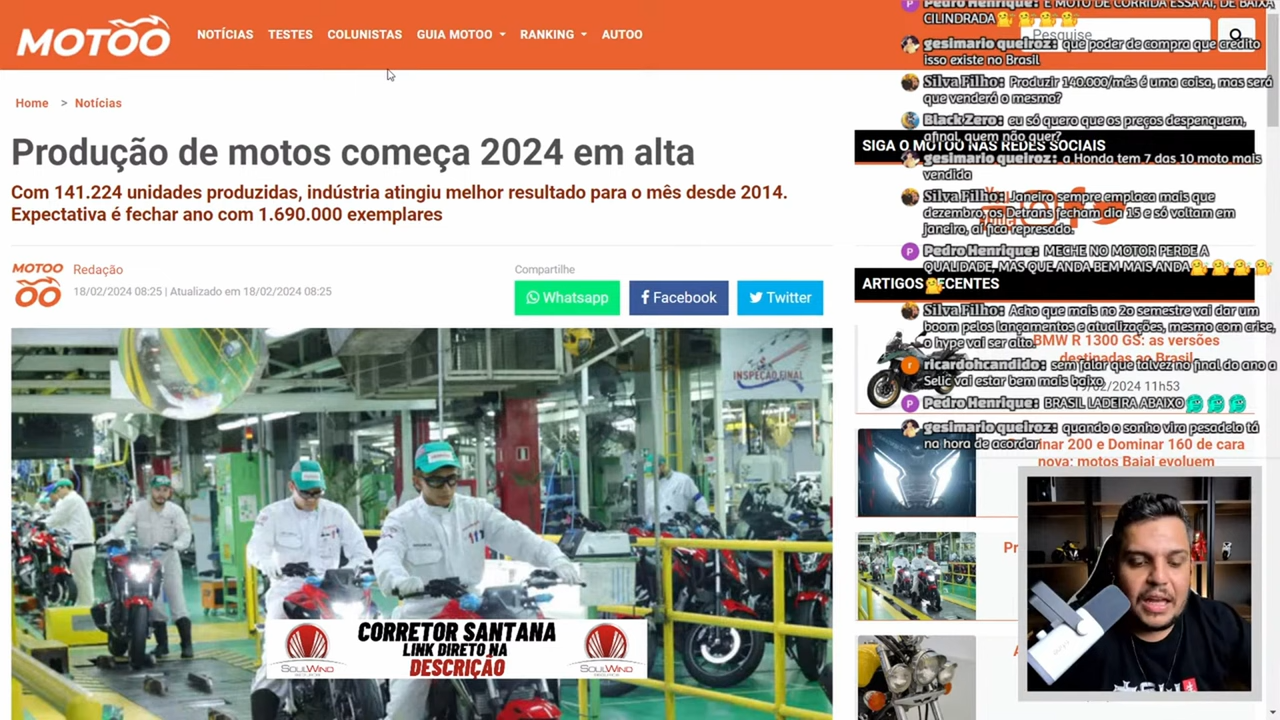 MOTOO
NOTÍCIAS TESTES COLUNISTAS GUIA MOTOO RANKING AUTOO
Pesquise
Home > Notícias
Produção de motos começa 2024 em alta
Com 141.224 unidades produzidas, indústria atingiu melhor resultado para o mês desde 2014.
Expectativa é fechar ano com 1.690.000 exemplares
MOTOO
Redação
18/02/2024 08:25 | Atualizado em 18/02/2024 08:25
Compartilhe
Whatsapp Facebook Twitter
INSPEÇÃO FINAL
CORRETOR SANTANA
LINK DIRETO NA
DESCRIÇÃO
SOULWIND
SOULWIND
Pedro Henrique: É MOTO DE CORRIDA ESSA AÍ, DE BAIXA
CILINDRADA
gesimario queiroz: que poder de compra que crédito
isso existe no Brasil
Silva Filho: Produzir 140.000/mês é uma coisa, mas será
que venderá o mesmo?
Black Zero: eu só quero que os preços despenquem,
afinal, quem não quer?
SIGA O MOTOO NAS REDES SOCIAIS
gesimario queiroz: a Honda tem 7 das 10 moto mais
vendida
Silva Filho: Janeiro sempre emplaca mais que
dezembro, os Detrans fecham dia 15 e só voltam em
janeiro, aí fica represado.
Pedro Henrique: MECHE NO MOTOR PERDE A
QUALIDADE, MAS QUE ANDA BEM MAIS ANDA
ARTIGOS RECENTES
Silva Filho: Acho que mais no 2o semestre vai dar um
boom pelos lançamentos e atualizações, mesmo com crise,
o hype vai ser alto.
BMW R 1300 GS: as versões
destinadas ao Brasil
ricardohcandido: sem falar que talvez no final do ano a
Selic vai estar bem mais baixo
19/02/2024 11h53
Pedro Henrique: BRASIL LADEIRA ABAIXO
gesimario queiroz: quando o sonho vira pesadelo tá
na hora de acordar
nar 200 e Dominar 160 de cara
nova: motos Bajaj evoluem